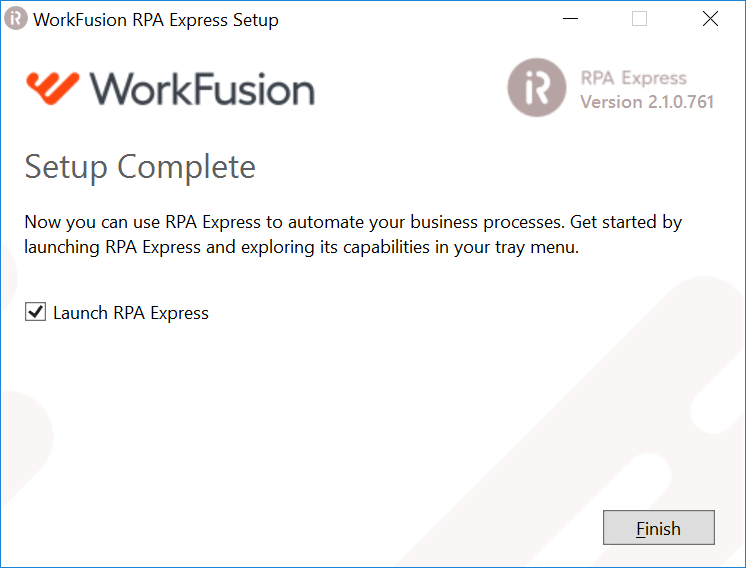 WorkFusion RPA Express Setup
WorkFusion
RPA Express
Version 2.1.0.761
Setup Complete
Now you can use RPA Express to automate your business processes. Get started by
launching RPA Express and exploring its capabilities in your tray menu.
Launch RPA Express
Finish